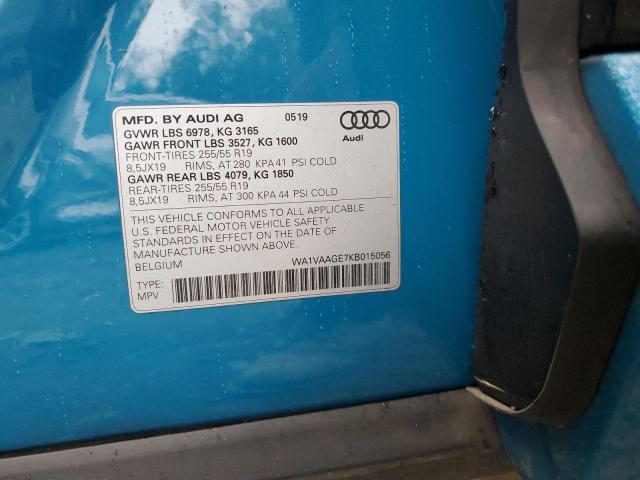 MFD. BY AUDI AG 0519
GVWR LBS 6978, KG 3165
GAWR FRONT LBS 3527, KG 1600
FRONT-TIRES 255/55 R19
8,5JX19 RIMS, AT 280 KPA 41 PSI COLD
GAWR REAR LBS 4079, KG 1850
REAR-TIRES 255/55 R19
8,5JX19 RIMS, AT 300 KPA 44 PSI COLD
Audi
THIS VEHICLE CONFORMS TO ALL APPLICABLE
U.S. FEDERAL MOTOR VEHICLE SAFETY
STANDARDS IN EFFECT ON THE DATE OF
MANUFACTURE SHOWN ABOVE.
BELGIUM WA1VAAGE7KB015056
TYPE:
MPV